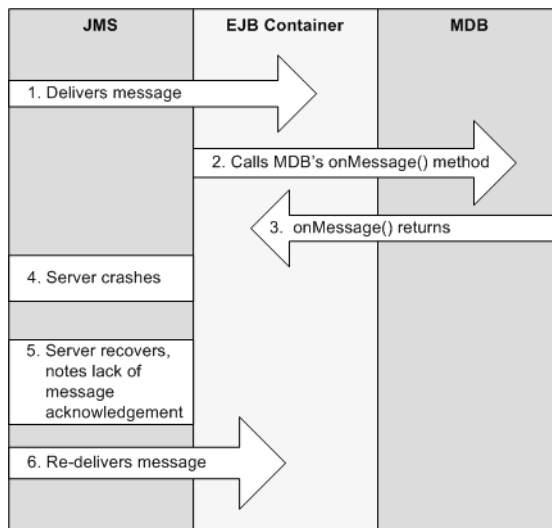 JMS EJB Container MDB
1. Delivers message
2. Calls MDB's onMessage() method
3. onMessage() returns
4. Server crashes
5. Server recovers,
notes lack of
message
acknowledgement
6. Re-delivers message